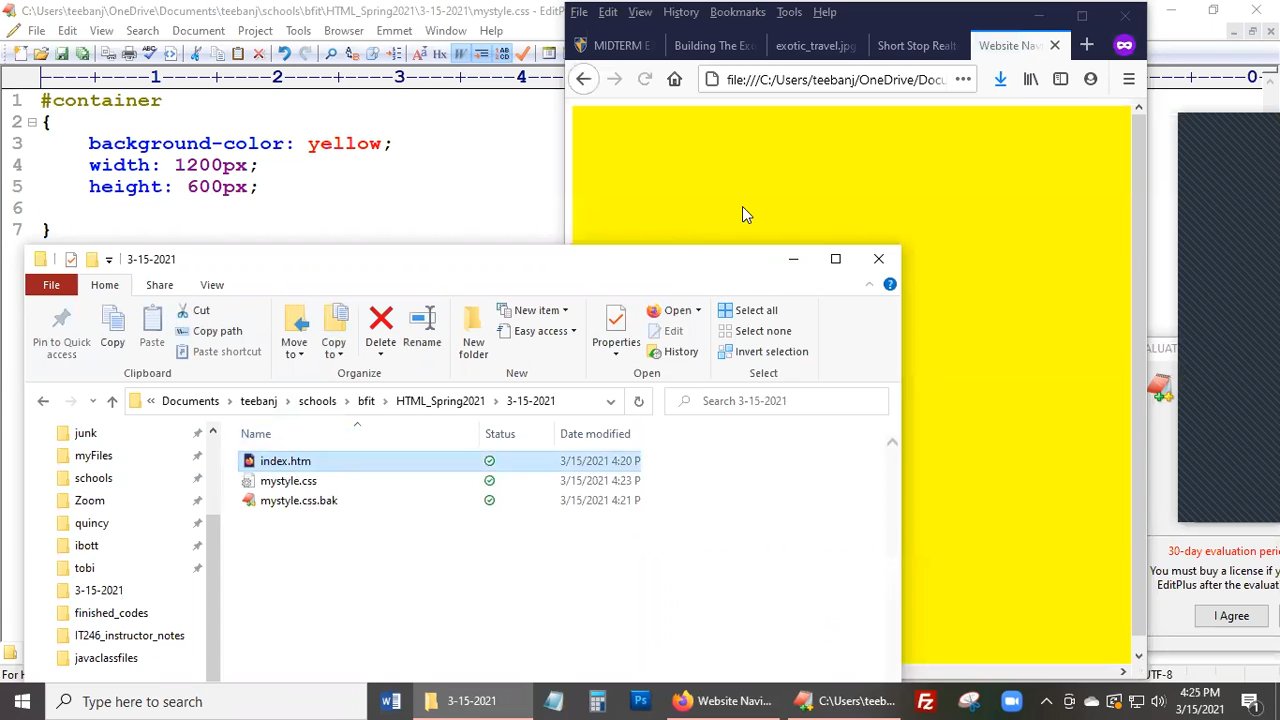 C:\Users\teebanj\schools\bfit\HTML_Spring2021\3-15-2021\mystyle.css - EditP
File Edit View Search Document Project Tools Browser Emmet Window
----+----1----+----2----+----3----+----4
#container
{
background-color: yellow;
width: 1200px;
height: 600px;
}
1
2
3
4
5
6
7
File Edit View History Bookmarks Tools Help
MIDTERM E
Building The Exo
exotic_travel.jpg
Short Stop Realt
Website Navi
file:///C:/Users/teebanj/OneDrive/Docu
3-15-2021
File Home Share View
Pin to Quick access
Copy
Paste
Cut
Copy path
Paste shortcut
Clipboard
Move to
Copy to
Delete
Rename
Organize
New folder
New item
Easy access
New
Properties
Open
Edit
History
Open
Select all
Select none
Invert selection
Select
« Documents > teebanj > schools > bfit > HTML_Spring2021 > 3-15-2021
Search 3-15-2021
Name Status Date modified
index.htm 3/15/2021 4:20 P
mystyle.css 3/15/2021 4:23 P
mystyle.css.bak 3/15/2021 4:21 P
junk
myFiles
schools
Zoom
quincy
ibott
tobi
3-15-2021
finished_codes
IT246_instructor_notes
javaclassfiles
30-day evaluation peri
You must buy a license if y
EditPlus after the evaluat
I Agree
UTF-8
For H
Type here to search
3-15-2021
Website Navi...
C:\Users\teeb...
4:25 PM
3/15/2021